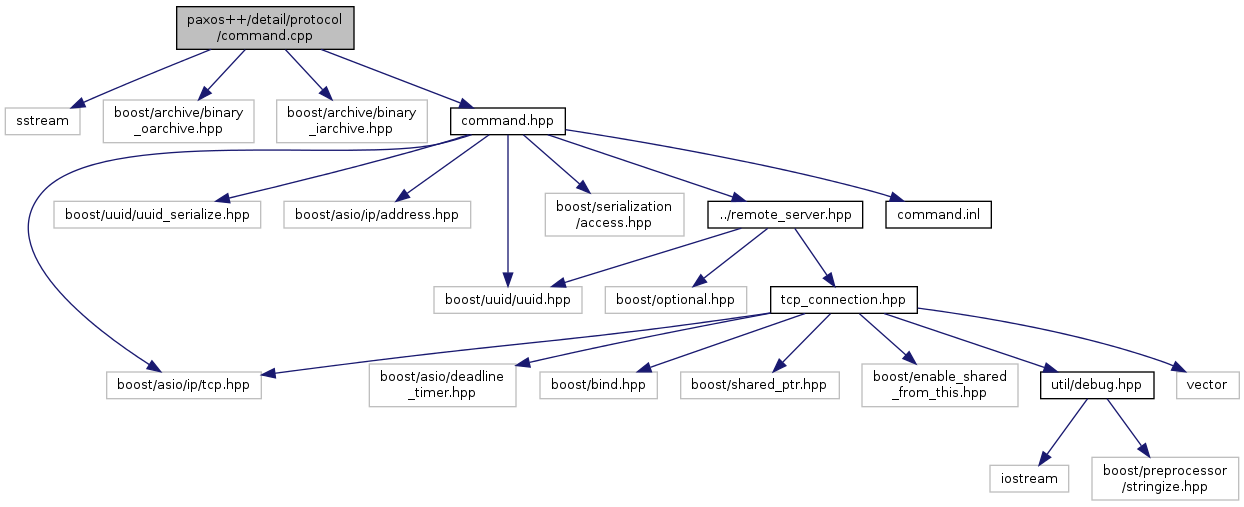 paxos++/detail/protocol
/command.cpp
sstream
boost/archive/binary
_oarchive.hpp
boost/archive/binary
_iarchive.hpp
command.hpp
boost/uuid/uuid_serialize.hpp
boost/asio/ip/address.hpp
boost/serialization
/access.hpp
../remote_server.hpp
command.inl
boost/uuid/uuid.hpp
boost/optional.hpp
tcp_connection.hpp
boost/asio/ip/tcp.hpp
boost/asio/deadline
_timer.hpp
boost/bind.hpp
boost/shared_ptr.hpp
boost/enable_shared
_from_this.hpp
util/debug.hpp
vector
iostream
boost/preprocessor
/stringize.hpp